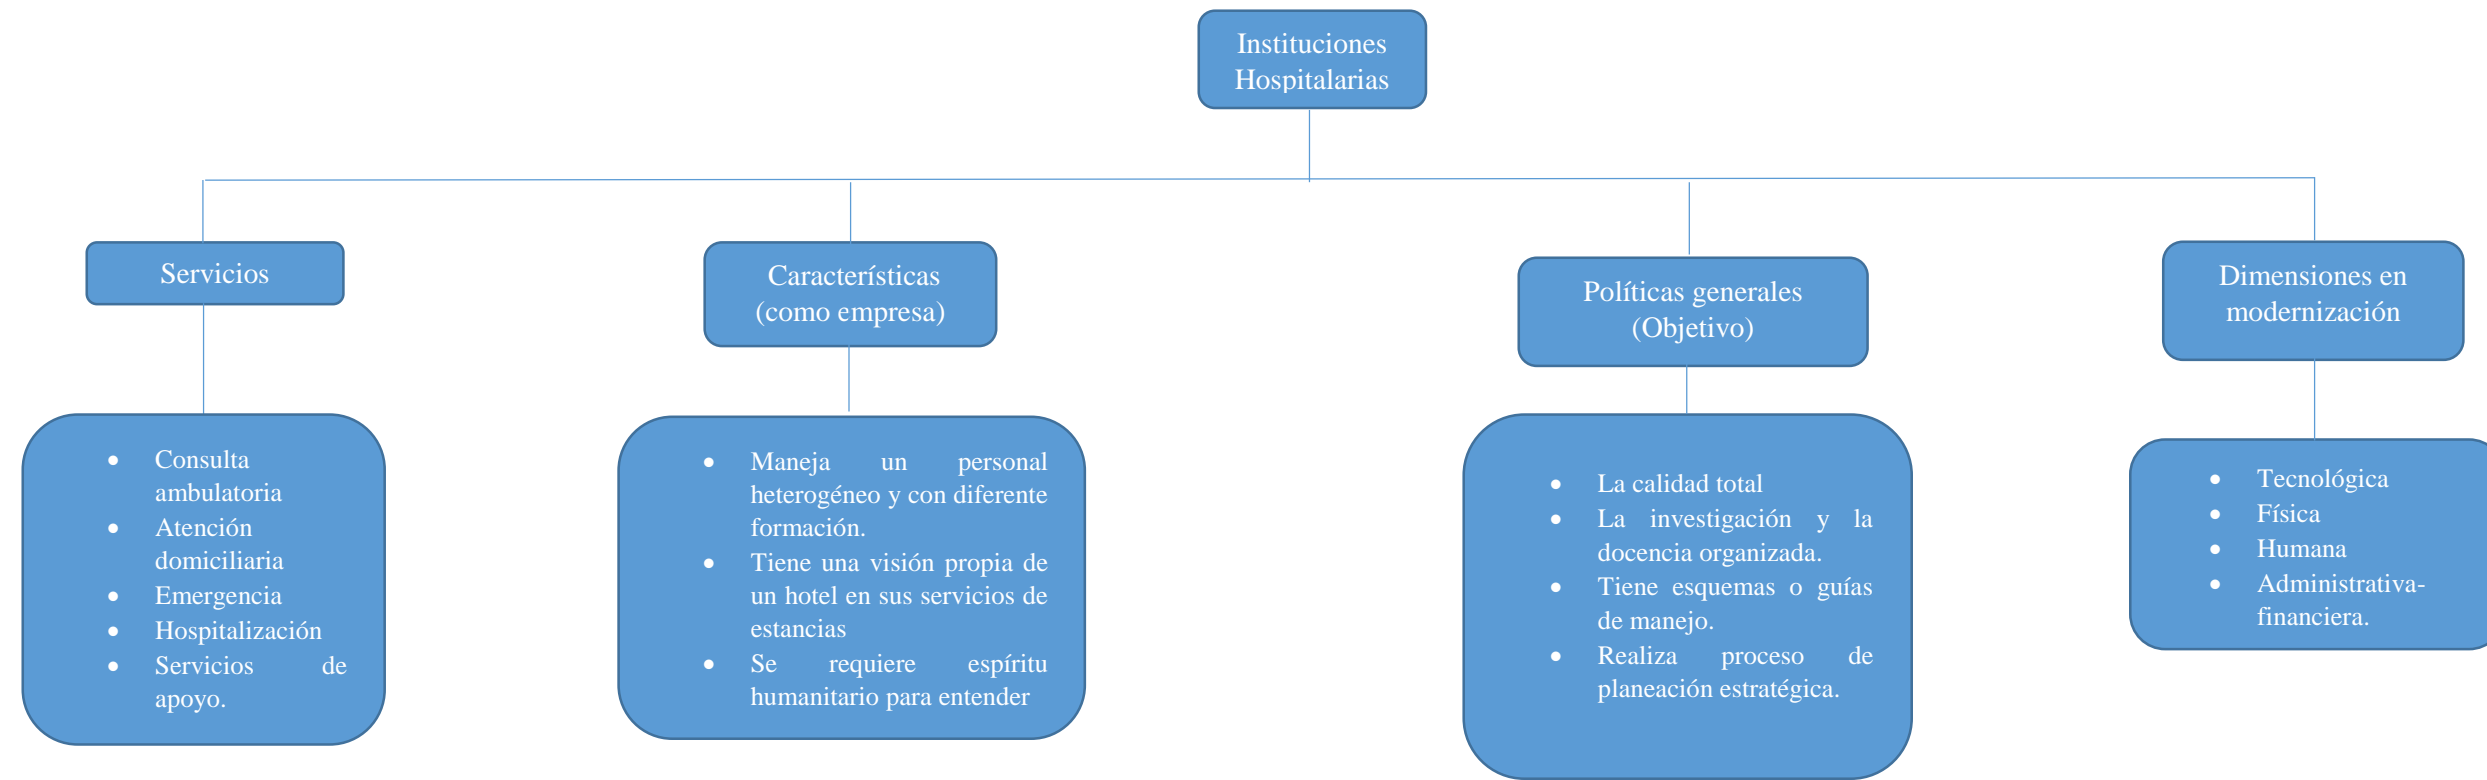 Instituciones
Hospitalarias
Servicios
Características
(como empresa)
Políticas generales
(Objetivo)
Dimensiones en
modernización
• Consulta
ambulatoria
• Atención
domiciliaria
• Emergencia
• Hospitalización
• Servicios de
apoyo.
• Maneja un personal
heterogéneo y con diferente
formación.
• Tiene una visión propia de
un hotel en sus servicios de
estancias
• Se requiere espíritu
humanitario para entender
• La calidad total
• La investigación y la
docencia organizada.
• Tiene esquemas o guías
de manejo.
• Realiza proceso de
planeación estratégica.
• Tecnológica
• Física
• Humana
• Administrativa-
financiera.